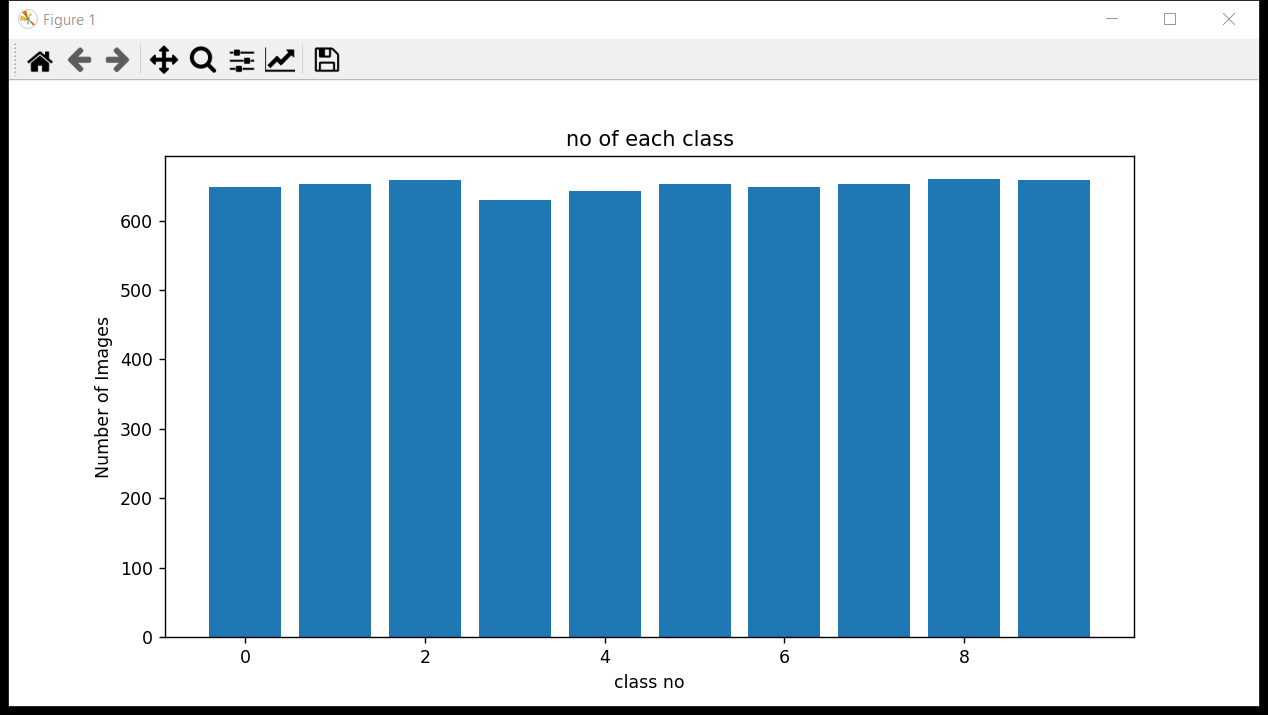 Figure 1
no of each class
Number of Images
600
500
400
300
200
100
0
0 2 4 6 8
class no